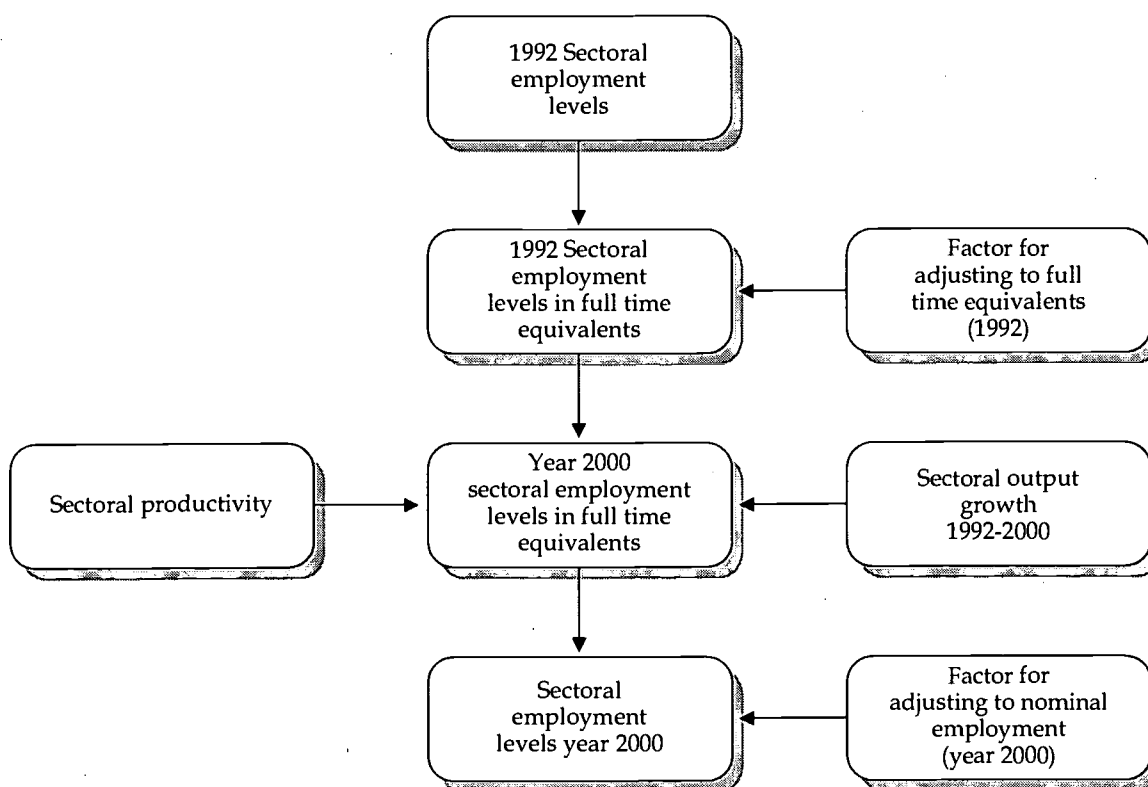 1992 Sectoral
employment
levels
1992 Sectoral
employment
levels in full time
equivalents
Factor for
adjusting to full
time equivalents
(1992)
Sectoral productivity
Year 2000
sectoral employment
levels in full time
equivalents
Sectoral output
growth
1992-2000
Sectoral
employment
levels year 2000
Factor for
adjusting to nominal
employment
(year 2000)